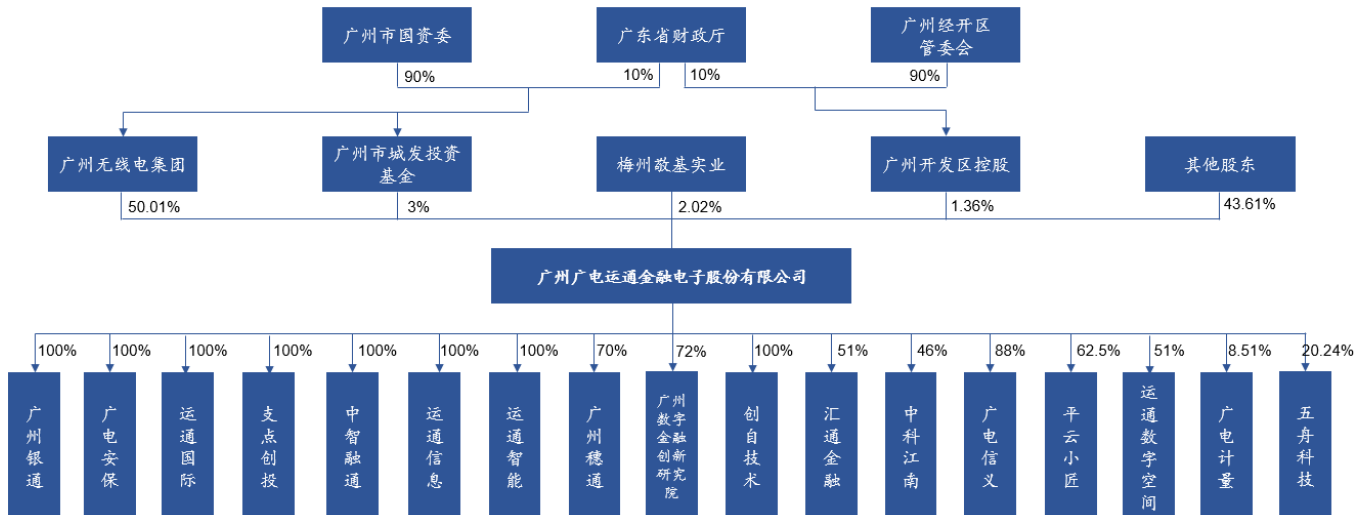 广州市国资委
广东省财政厅
广州经开区
管委会
90%
10%
10%
90%
广州无线电集团
广州市城发投资
基金
梅州敬基实业
广州开发区控股
其他股东
50.01%
3%
2.02%
1.36%
43.61%
广州广电运通金融电子股份有限公司
100%
100%
100%
100%
100%
100%
100%
70%
72%
100%
51%
46%
88%
62.5%
51%
8.51%
20.24%
广州银通
广电安保
运通国际
支点创投
中智融通
运通信息
运通智能
广州穗通
广州
数字
金融
创新
研究
院
创自技术
汇通金融
中科江南
广电信义
平云小匠
运通数字空间
广电计量
五舟科技